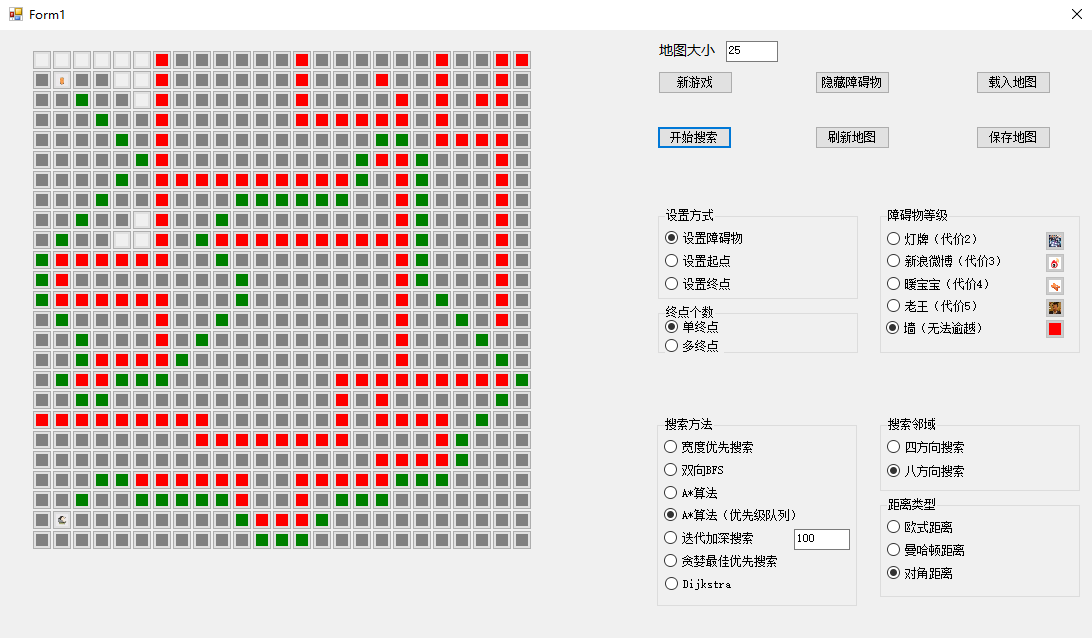 Form1
地图大小 25
新游戏 隐藏障碍物 载入地图
开始搜索 刷新地图 保存地图
设置方式
设置障碍物
设置起点
设置终点
终点个数
单终点
多终点
障碍物等级
灯牌（代价2）
新浪微博（代价3）
暖宝宝（代价4）
老王（代价5）
墙（无法逾越）
搜索方法
宽度优先搜索
双向BFS
A*算法
A*算法（优先级队列）
迭代加深搜索 100
贪婪最佳优先搜索
Dijkstra
搜索邻域
四方向搜索
八方向搜索
距离类型
欧式距离
曼哈顿距离
对角距离